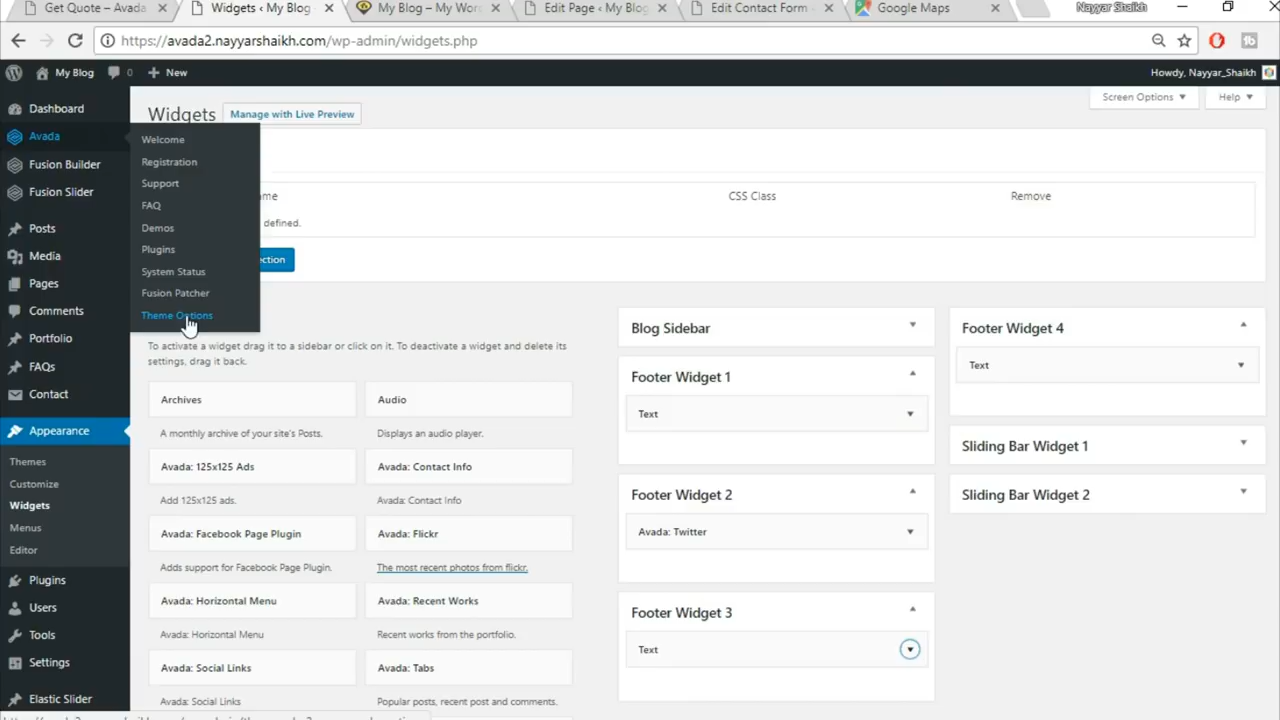 Get Quote – Avada
Widgets ‹ My Blog
My Blog – My Wor
Edit Page ‹ My Blo
Edit Contact Form
Google Maps
Nayyar Shaikh
https://avada2.nayyarshaikh.com/wp-admin/widgets.php
My Blog
0
New
Howdy, Nayyar_Shaikh
Dashboard
Avada
Fusion Builder
Fusion Slider
Posts
Media
Pages
Comments
Portfolio
FAQs
Contact
Appearance
Themes
Customize
Widgets
Menus
Editor
Plugins
Users
Tools
Settings
Elastic Slider
Welcome
Registration
Support
FAQ
Demos
Plugins
System Status
Fusion Patcher
Theme Options
Widgets
Manage with Live Preview
Screen Options
Help
CSS Class
Remove
defined.
To activate a widget drag it to a sidebar or click on it. To deactivate a widget and delete its
settings, drag it back.
Archives
A monthly archive of your site's Posts.
Audio
Displays an audio player.
Avada: 125x125 Ads
Add 125x125 ads.
Avada: Contact Info
Avada: Contact Info
Avada: Facebook Page Plugin
Adds support for Facebook Page Plugin.
Avada: Flickr
The most recent photos from flickr.
Avada: Horizontal Menu
Avada: Horizontal Menu
Avada: Recent Works
Recent works from the portfolio.
Avada: Social Links
Avada: Social Links
Avada: Tabs
Popular posts, recent post and comments.
Blog Sidebar
Footer Widget 1
Text
Footer Widget 2
Avada: Twitter
Footer Widget 3
Text
Footer Widget 4
Text
Sliding Bar Widget 1
Sliding Bar Widget 2